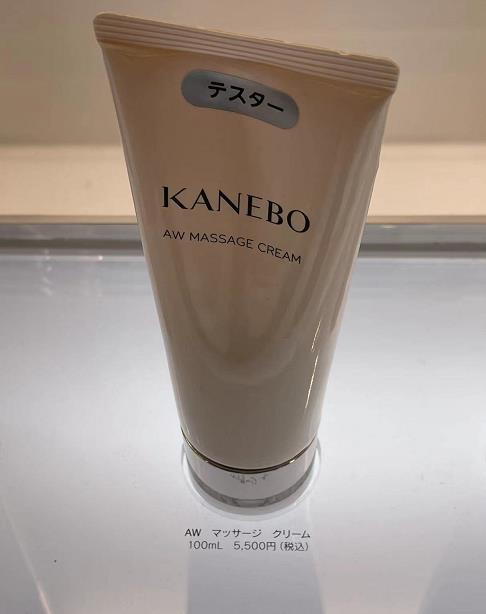 テスター
KANEBO
AW MASSAGE CREAM
AW マッサージ クリーム
100mL 5,500円(税込)